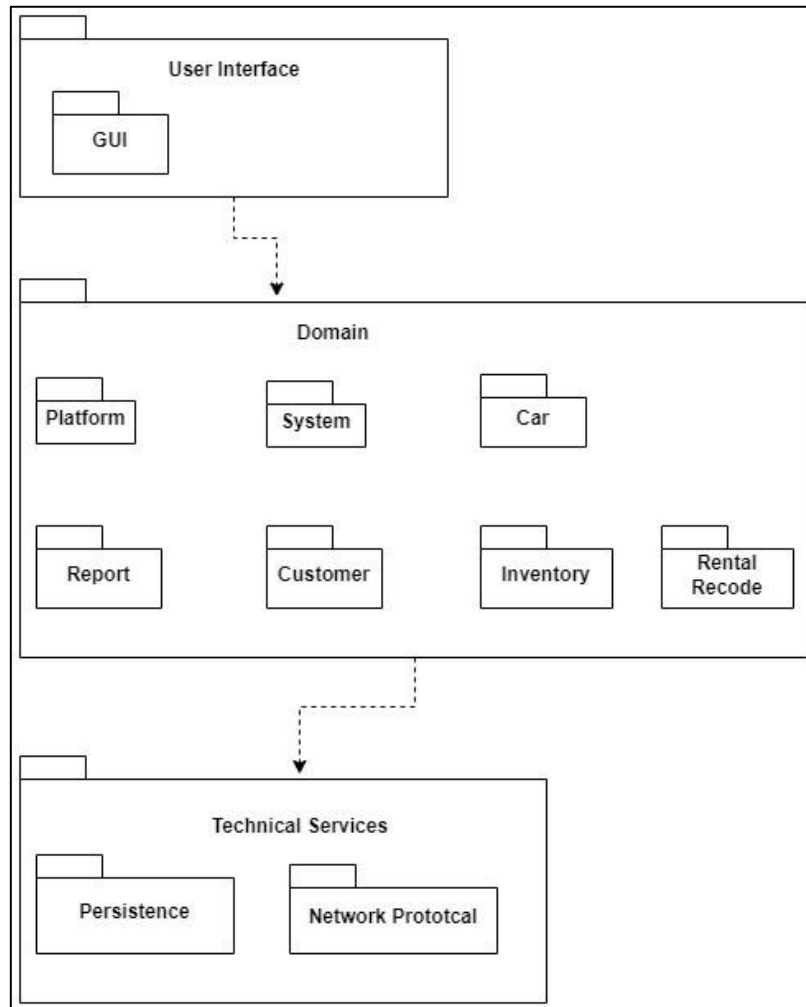 User Interface
GUI
Domain
Platform
System
Car
Report
Customer
Inventory
Rental
Recode
Technical Services
Persistence
Network Prototcal